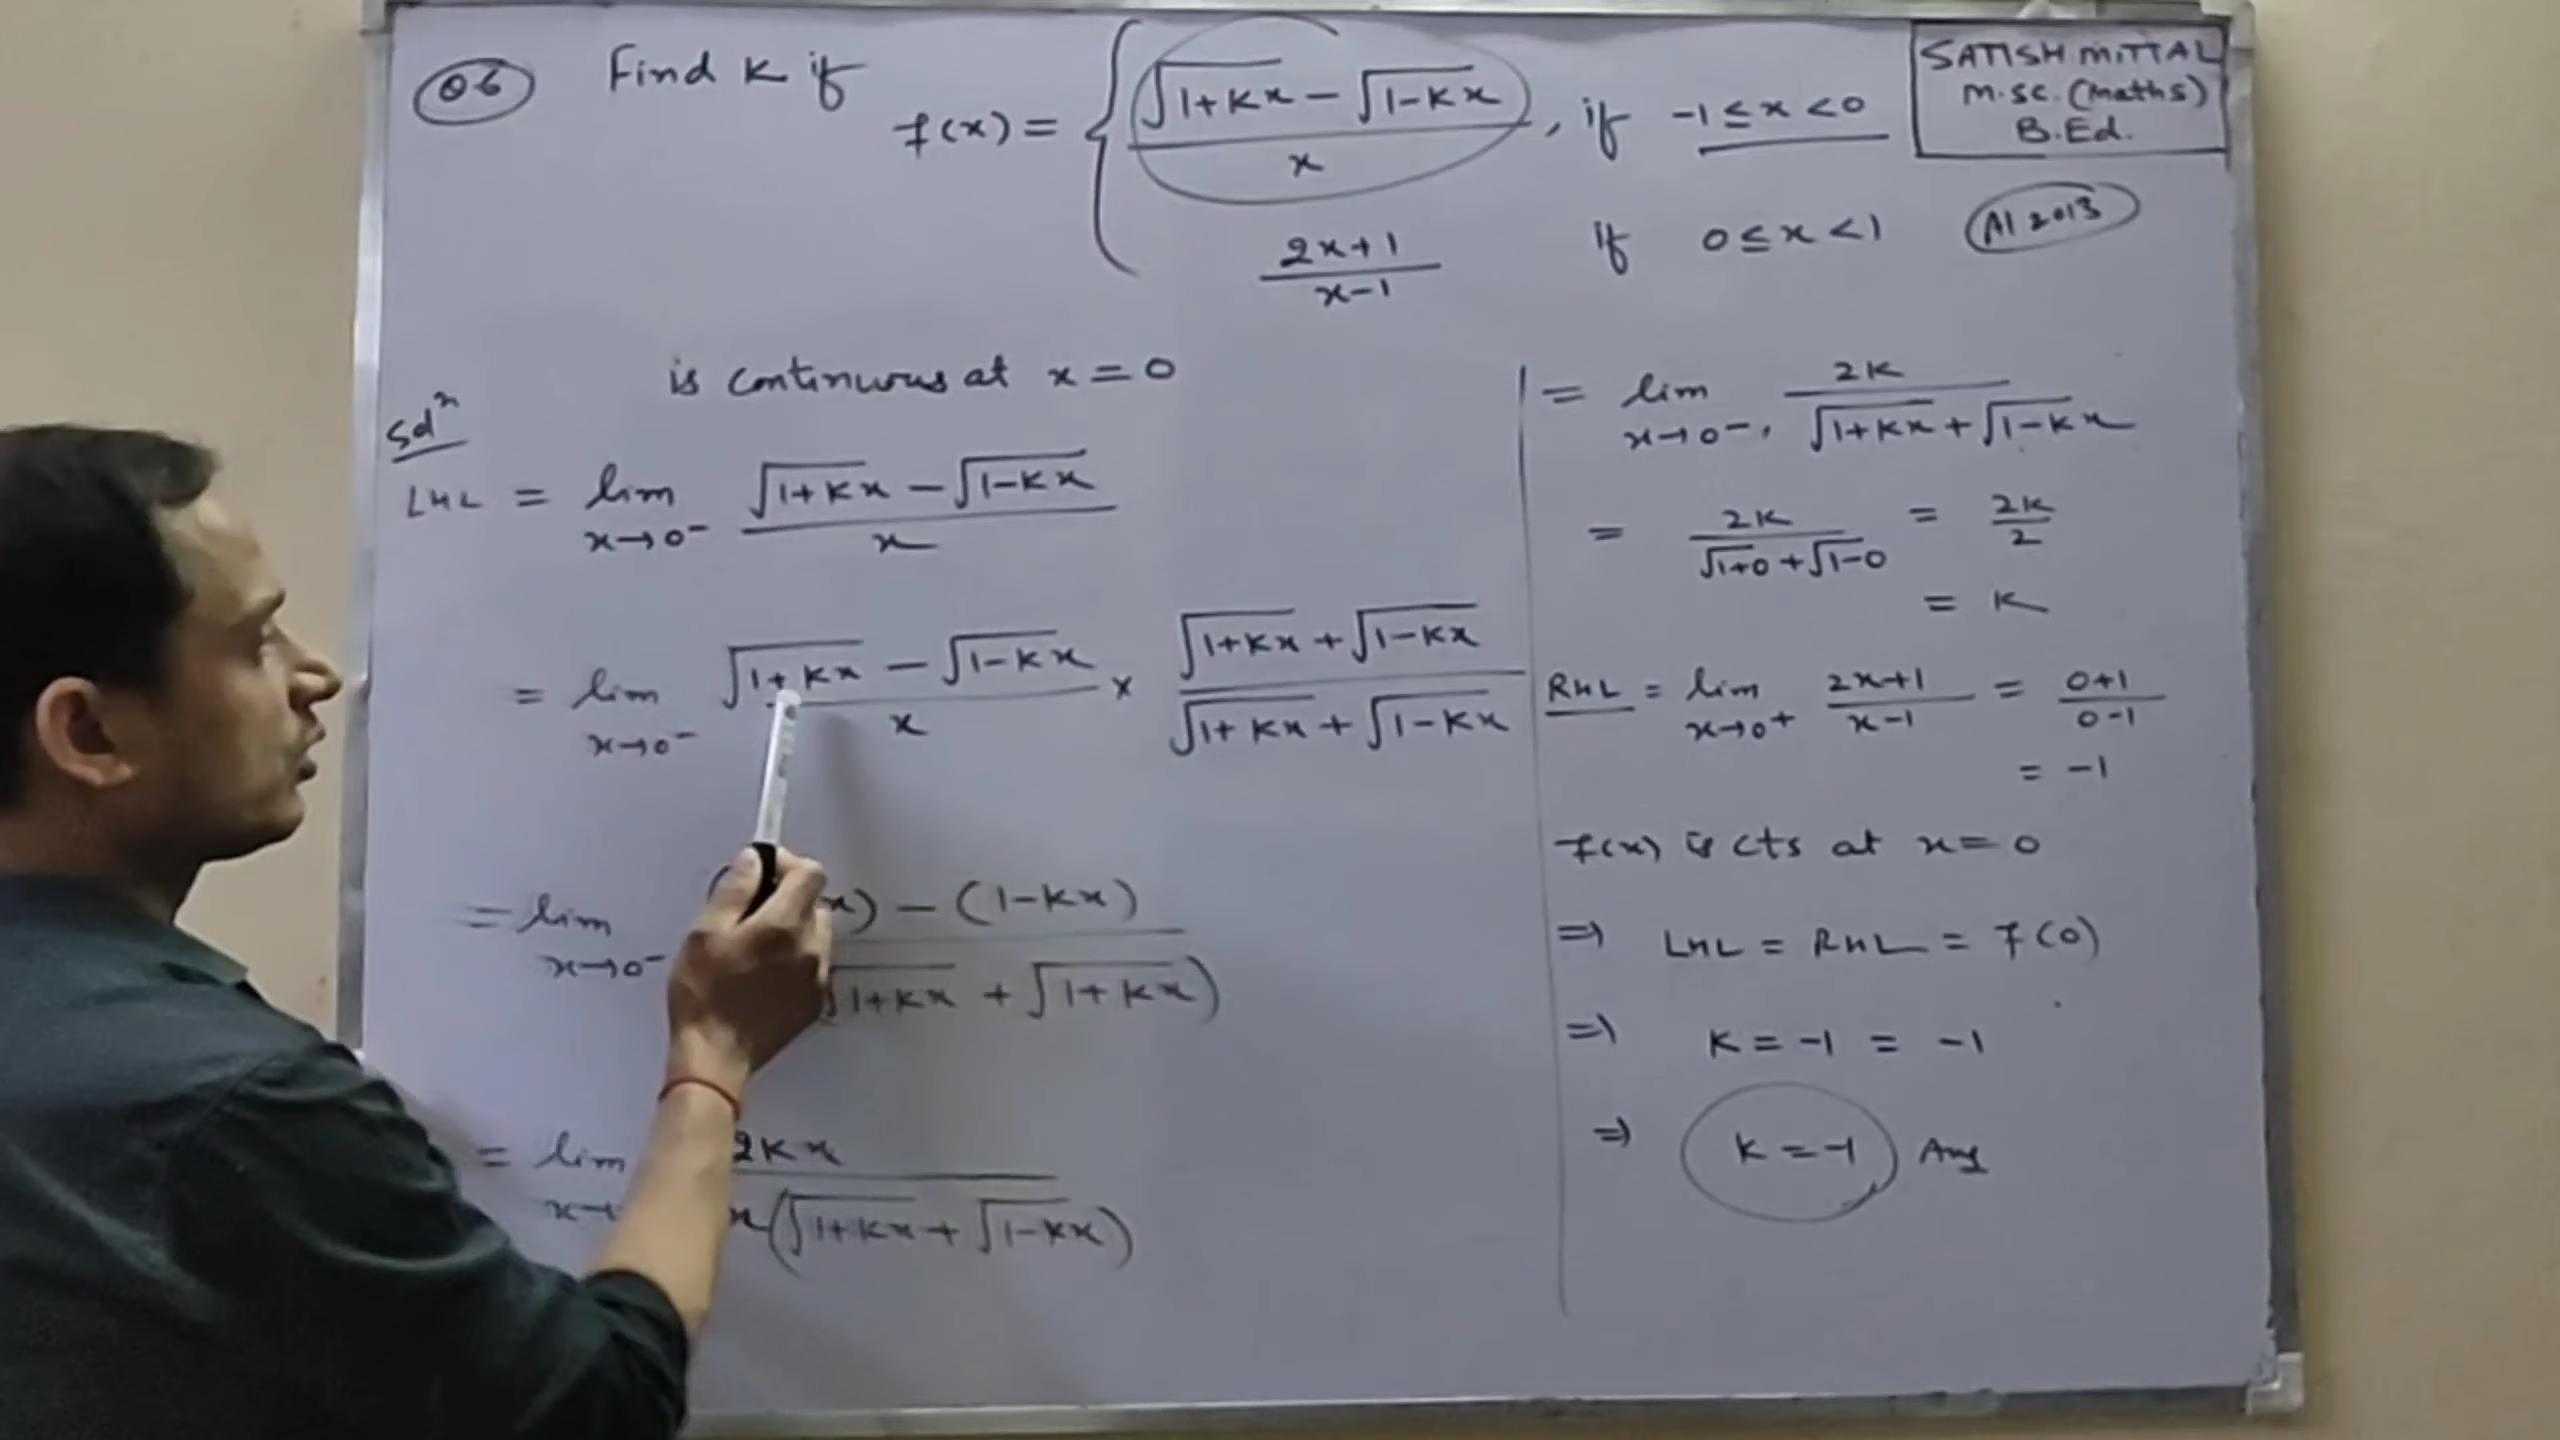 Q6 Find K if
f(x) = { (√(1+Kx) − √(1−Kx)) / x , if −1 ≤ x < 0
(2x+1)/(x−1) if 0 ≤ x < 1
SATISH MITTAL
M.SC. (Maths)
B.Ed.
AI 2013
is continuous at x = 0
Solⁿ
LHL = lim x→0⁻ (√(1+Kx) − √(1−Kx)) / x
= lim x→0⁻ (√(1+Kx) − √(1−Kx)) / x × (√(1+Kx) + √(1−Kx)) / (√(1+Kx) + √(1−Kx))
= lim x→0⁻ x) − (1−Kx) / √(1+Kx) + √(1+Kx))
= lim x→ 2Kx / x(√(1+Kx) + √(1−Kx))
= lim x→0⁻ 2K / (√(1+Kx) + √(1−Kx))
= 2K / (√(1+0) + √(1−0)) = 2K/2
= K
RHL = lim x→0⁺ (2x+1)/(x−1) = (0+1)/(0−1)
= −1
f(x) is cts at x = 0
⇒ LHL = RHL = f(0)
⇒ K = −1 = −1
⇒ K = −1 Ans